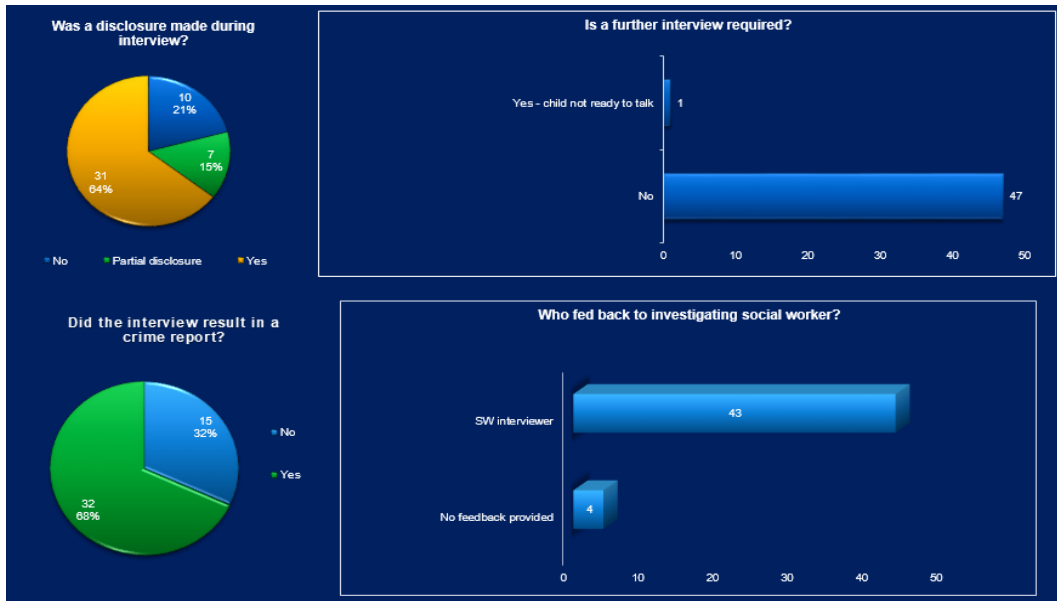 Was a disclosure made during
interview?
10
21%
7
15%
31
64%
No
Partial disclosure
Yes
Is a further interview required?
Yes - child not ready to talk
1
No
47
0 10 20 30 40 50
Did the interview result in a
crime report?
15
32%
32
68%
No
Yes
Who fed back to investigating social worker?
SW interviewer
43
No feedback provided
4
0 10 20 30 40 50